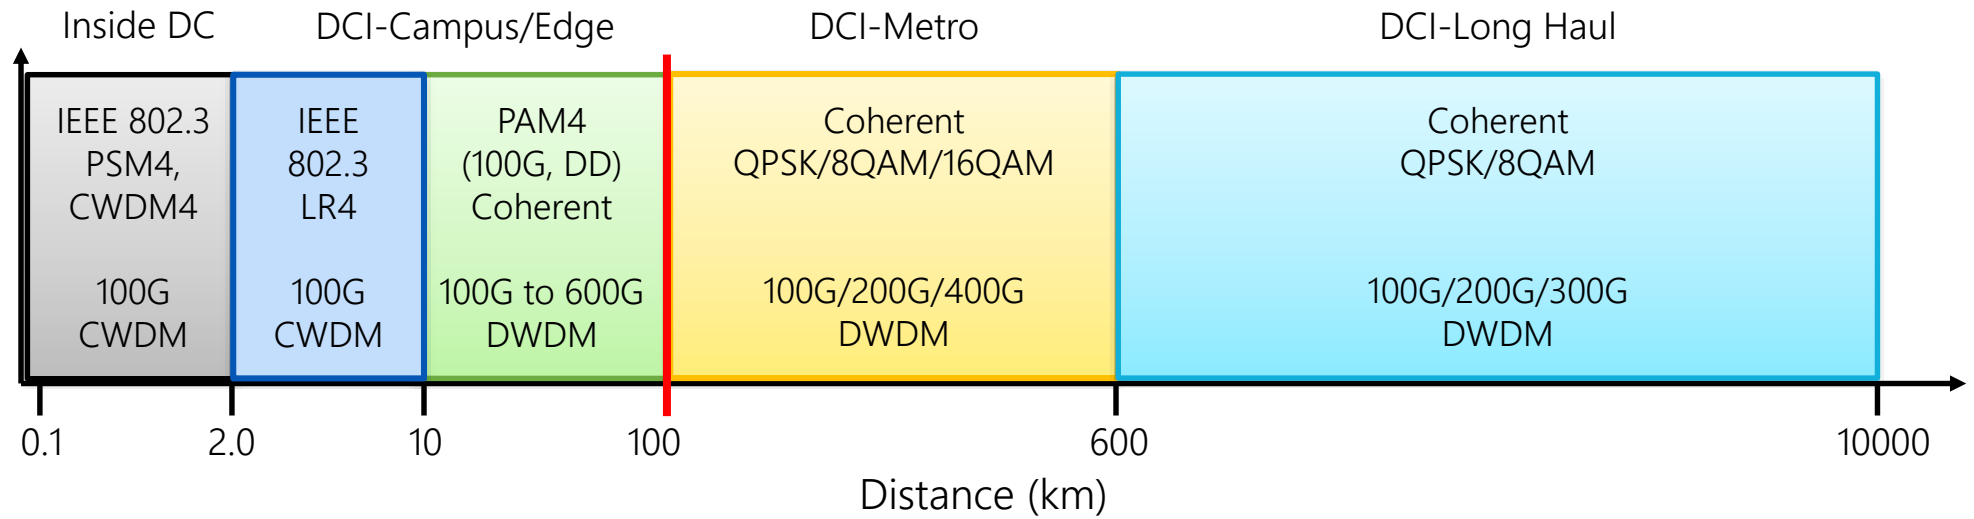 Inside DC
DCI-Campus/Edge
DCI-Metro
DCI-Long Haul
IEEE 802.3
PSM4,
CWDM4
100G
CWDM
IEEE
802.3
LR4
100G
CWDM
PAM4
(100G, DD)
Coherent
100G to 600G
DWDM
Coherent
QPSK/8QAM/16QAM
100G/200G/400G
DWDM
Coherent
QPSK/8QAM
100G/200G/300G
DWDM
0.1
2.0
10
100
600
10000
Distance (km)